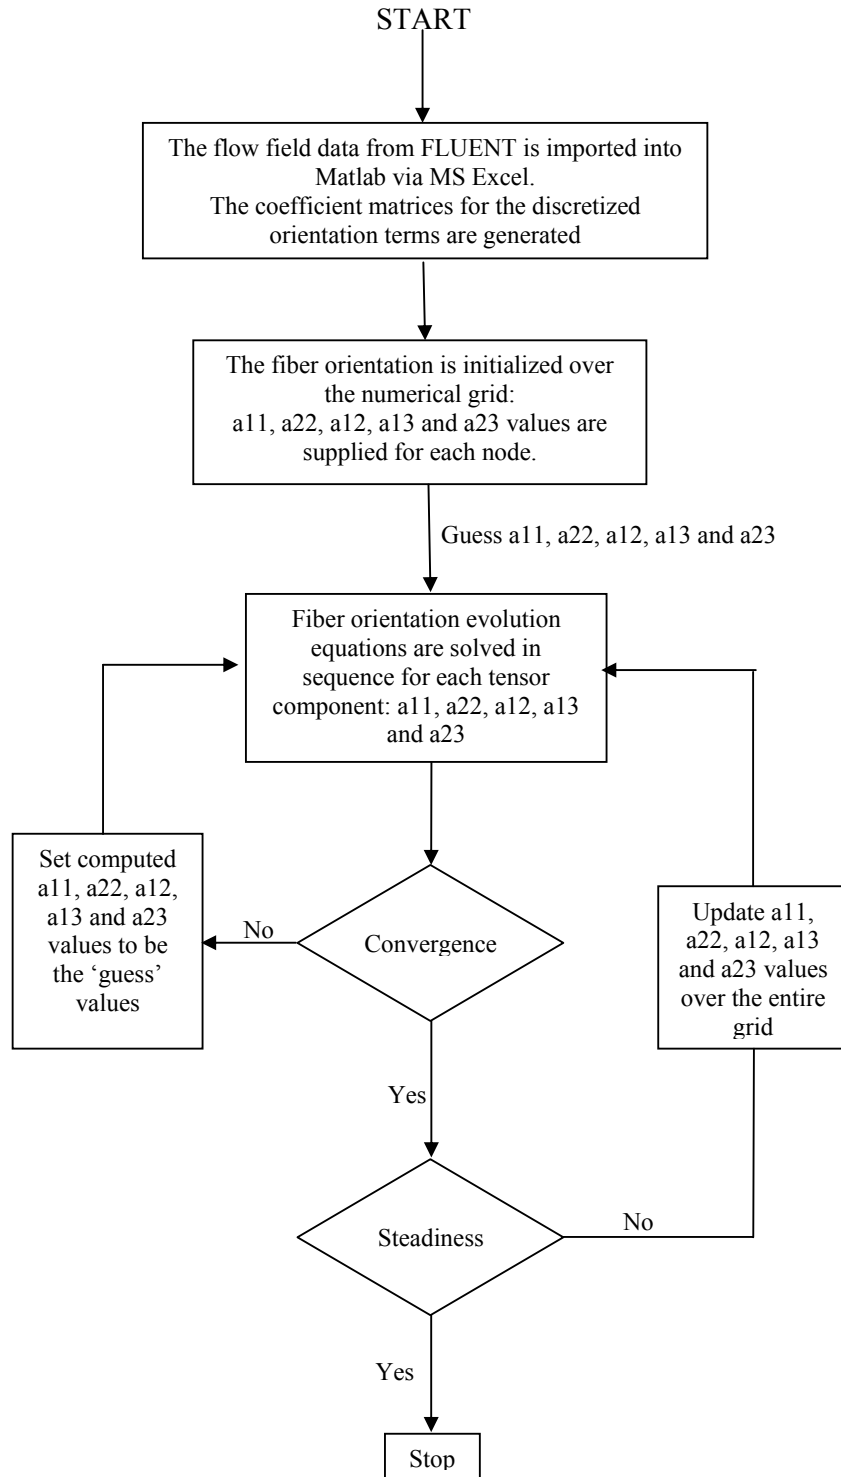 START
The flow field data from FLUENT is imported into
Matlab via MS Excel.
The coefficient matrices for the discretized
orientation terms are generated
The fiber orientation is initialized over
the numerical grid:
a11, a22, a12, a13 and a23 values are
supplied for each node.
Guess a11, a22, a12, a13 and a23
Fiber orientation evolution
equations are solved in
sequence for each tensor
component: a11, a22, a12, a13
and a23
Set computed
a11, a22, a12,
a13 and a23
values to be
the ‘guess’
values
No
Convergence
Update a11,
a22, a12, a13
and a23 values
over the entire
grid
Yes
Steadiness
No
Yes
Stop